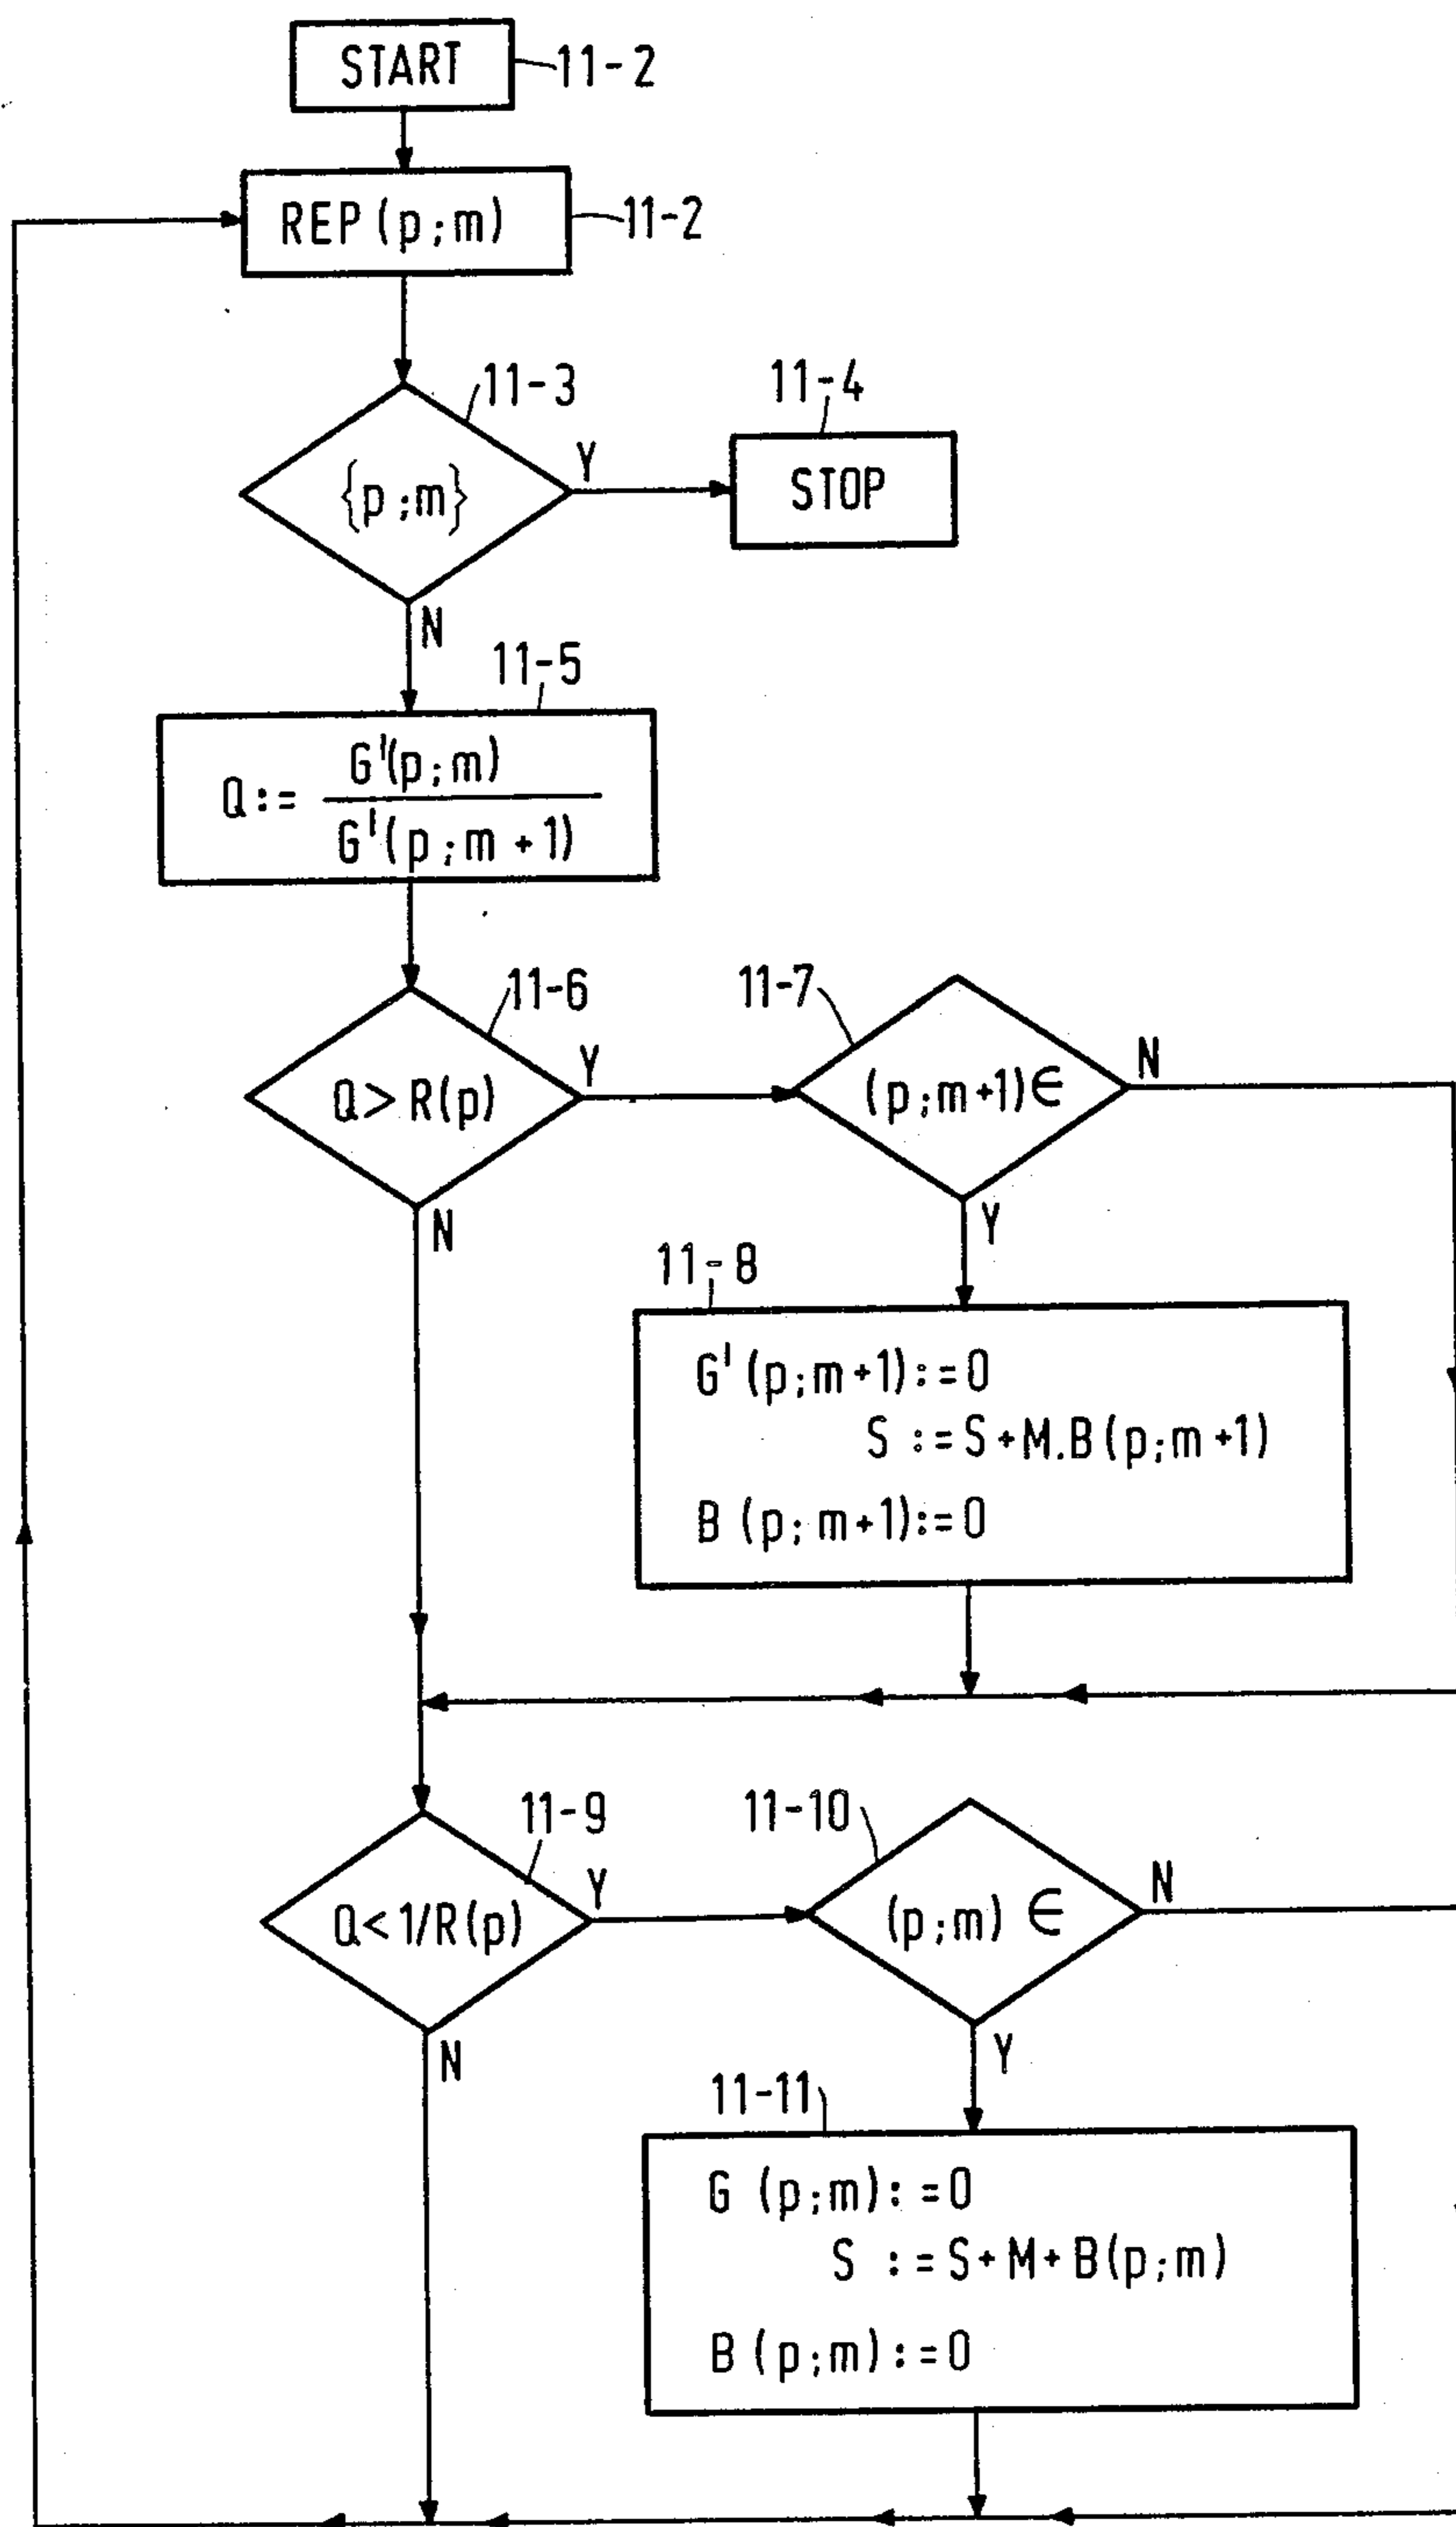 START
11-2
REP (p;m)
11-2
11-3
{p;m}
Y
11-4
STOP
N
11-5
Q:= G'(p;m)
G'(p;m+1)
11-6
Q > R(p)
Y
11-7
(p;m+1)∈
N
N
Y
11-8
G'(p;m+1):=0
S :=S+M.B(p;m+1)
B (p;m+1):=0
11-9
Q < 1/R(p)
Y
11-10
(p;m) ∈
N
N
Y
11-11
G (p;m):=0
S :=S+M+B(p;m)
B (p;m):=0